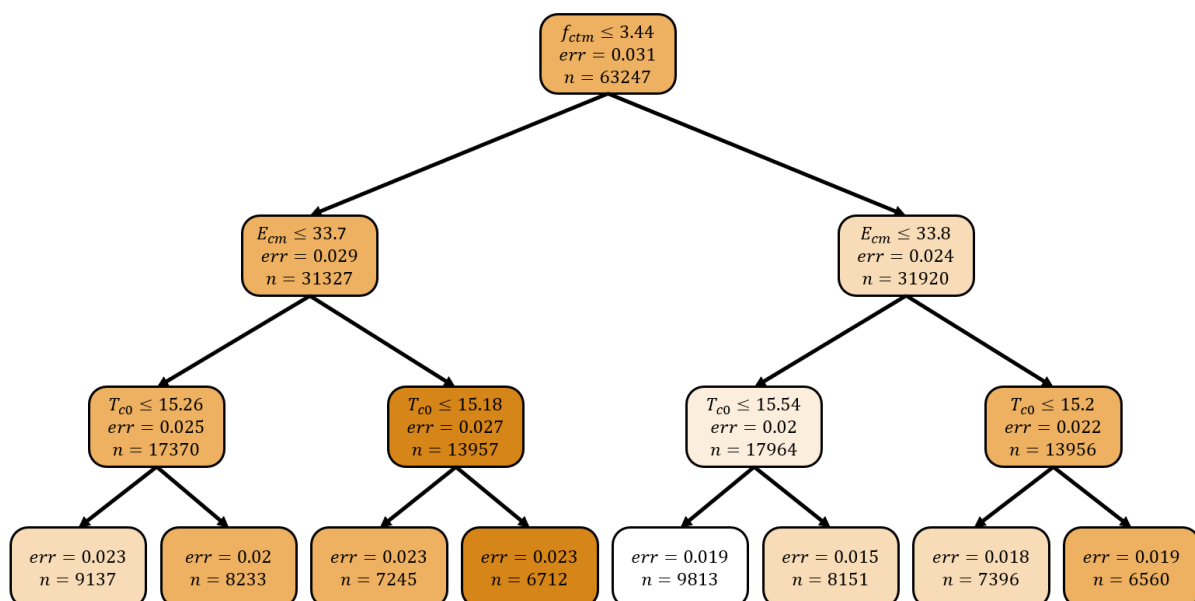 f_ctm ≤ 3.44
err = 0.031
n = 63247
E_cm ≤ 33.7
err = 0.029
n = 31327
E_cm ≤ 33.8
err = 0.024
n = 31920
T_c0 ≤ 15.26
err = 0.025
n = 17370
T_c0 ≤ 15.18
err = 0.027
n = 13957
T_c0 ≤ 15.54
err = 0.02
n = 17964
T_c0 ≤ 15.2
err = 0.022
n = 13956
err = 0.023
n = 9137
err = 0.02
n = 8233
err = 0.023
n = 7245
err = 0.023
n = 6712
err = 0.019
n = 9813
err = 0.015
n = 8151
err = 0.018
n = 7396
err = 0.019
n = 6560